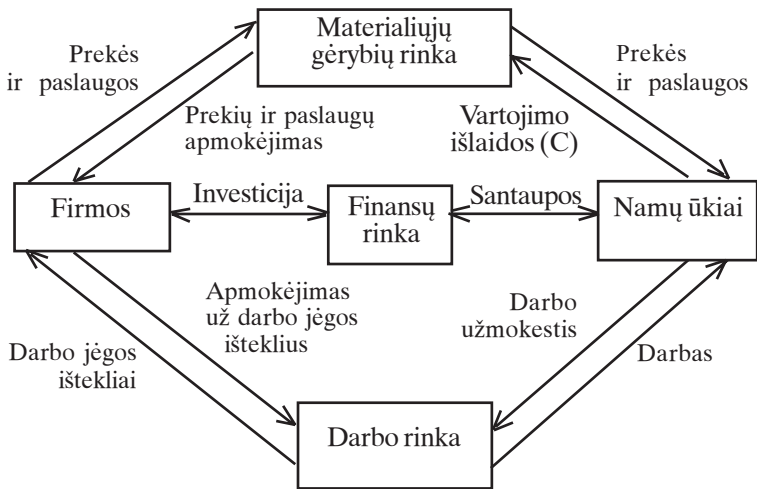 Materialiųjų
gėrybių rinka
Prekės
ir paslaugos
Prekės
ir paslaugos
Prekių ir paslaugų
apmokėjimas
Vartojimo
išlaidos (C)
Firmos
Investicija
Finansų
rinka
Santaupos
Namų ūkiai
Apmokėjimas
už darbo jėgos
išteklius
Darbo
užmokestis
Darbo jėgos
ištekliai
Darbas
Darbo rinka